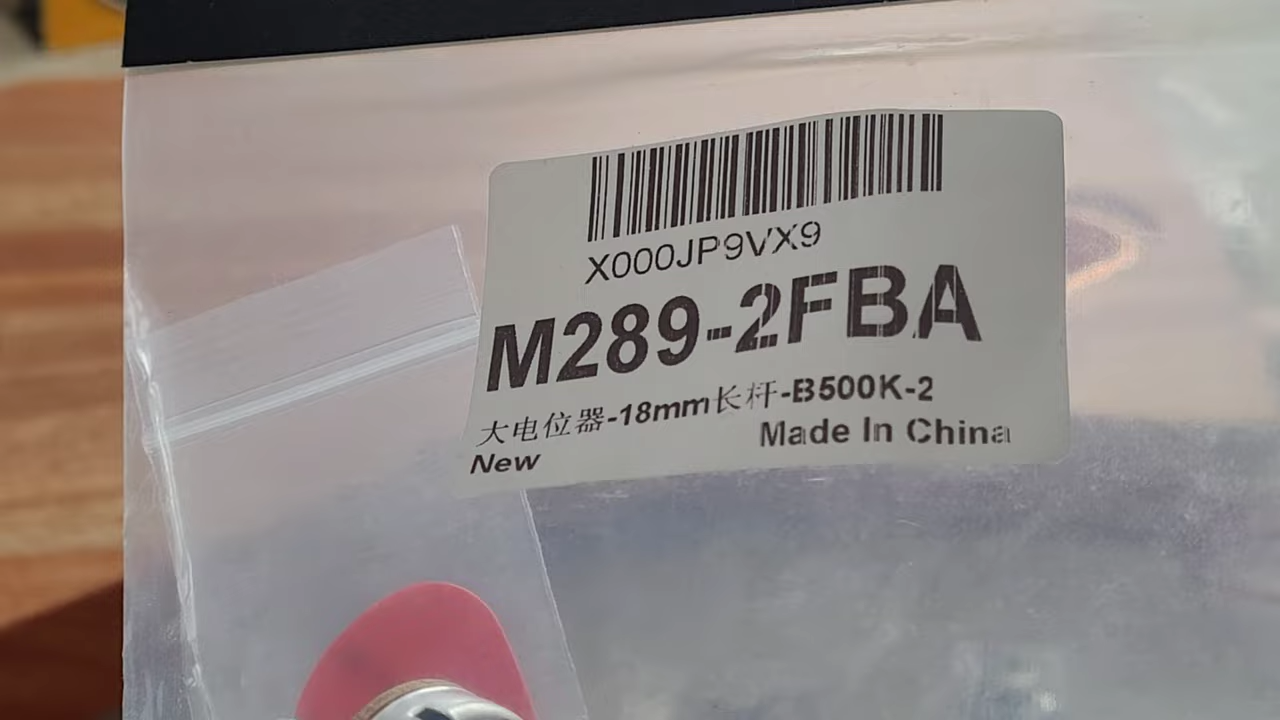 X000JP9VX9
M289-2FBA
大电位器-18mm长杆-B500K-2
Made In China
New